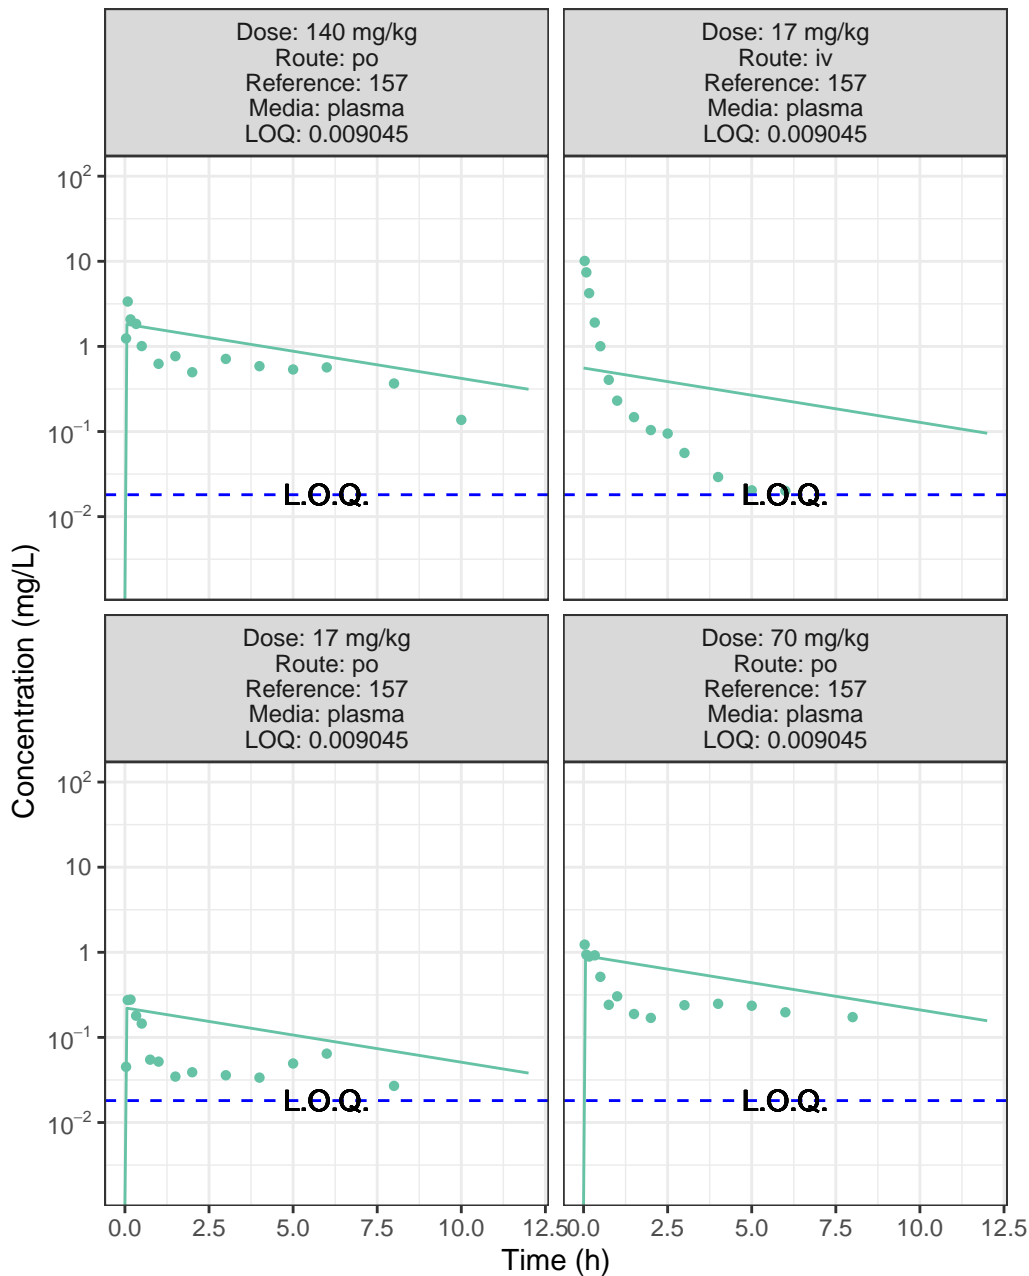 Dose: 140 mg/kg
Route: po
Reference: 157
Media: plasma
LOQ: 0.009045
Dose: 17 mg/kg
Route: iv
Reference: 157
Media: plasma
LOQ: 0.009045
10²
10
1
10⁻¹
10⁻²
L.O.Q.
L.O.Q.
Dose: 17 mg/kg
Route: po
Reference: 157
Media: plasma
LOQ: 0.009045
Dose: 70 mg/kg
Route: po
Reference: 157
Media: plasma
LOQ: 0.009045
10²
10
1
10⁻¹
10⁻²
L.O.Q.
L.O.Q.
0.0 2.5 5.0 7.5 10.0 12.5
0.0 2.5 5.0 7.5 10.0 12.5
Time (h)
Concentration (mg/L)